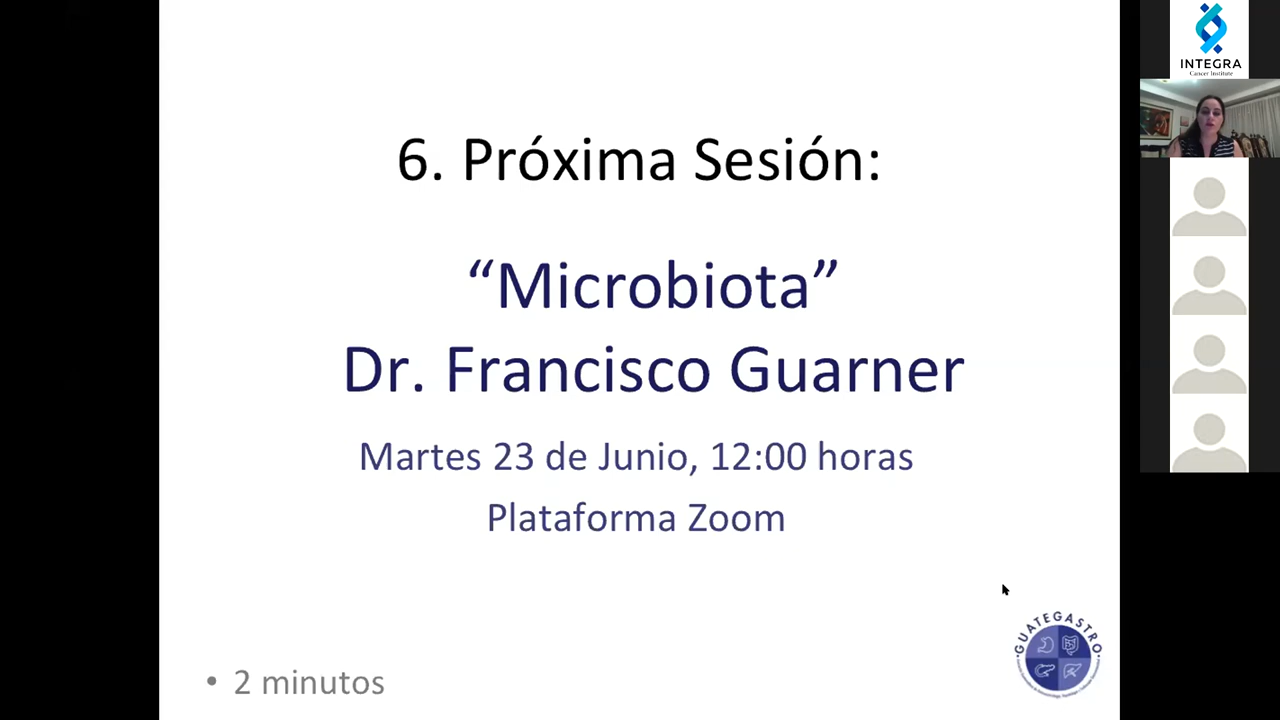 6. Próxima Sesión:
“Microbiota”
Dr. Francisco Guarner
Martes 23 de Junio, 12:00 horas
Plataforma Zoom
• 2 minutos
GUATEGASTRO
INTEGRA
Cancer Institute